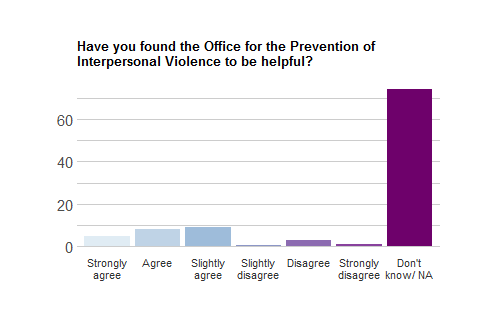 Have you found the Office for the Prevention of
Interpersonal Violence to be helpful?
60
40
20
0
Strongly agree
Agree
Slightly agree
Slightly disagree
Disagree
Strongly disagree
Don't know/ NA